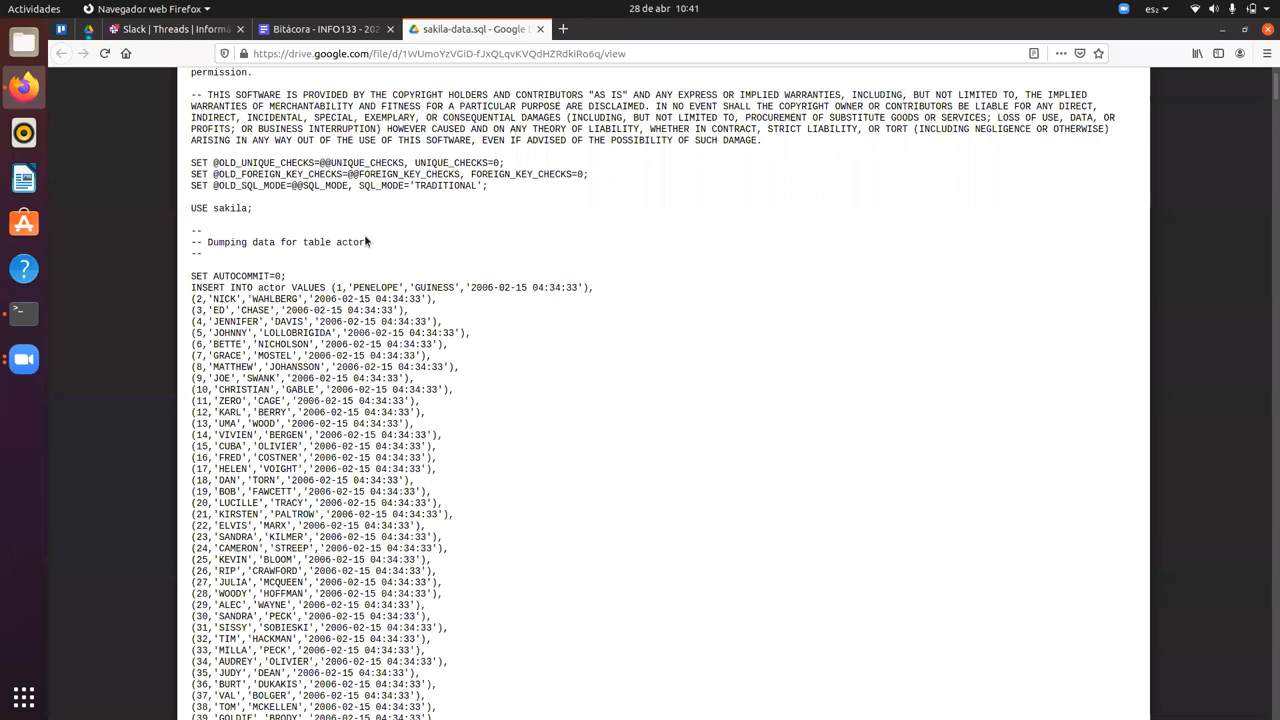 Actividades
Navegador web Firefox
28 de abr 10:41
es2
Slack | Threads | Inform
Bitácora - INFO133 - 202
sakila-data.sql - Google
https://drive.google.com/file/d/1WUmoYzVGiD-fJxQLqvKVQdHZRdkiRo6q/view
permission.
-- THIS SOFTWARE IS PROVIDED BY THE COPYRIGHT HOLDERS AND CONTRIBUTORS "AS IS" AND ANY EXPRESS OR IMPLIED WARRANTIES, INCLUDING, BUT NOT LIMITED TO, THE IMPLIED
WARRANTIES OF MERCHANTABILITY AND FITNESS FOR A PARTICULAR PURPOSE ARE DISCLAIMED. IN NO EVENT SHALL THE COPYRIGHT OWNER OR CONTRIBUTORS BE LIABLE FOR ANY DIRECT,
INDIRECT, INCIDENTAL, SPECIAL, EXEMPLARY, OR CONSEQUENTIAL DAMAGES (INCLUDING, BUT NOT LIMITED TO, PROCUREMENT OF SUBSTITUTE GOODS OR SERVICES; LOSS OF USE, DATA, OR
PROFITS; OR BUSINESS INTERRUPTION) HOWEVER CAUSED AND ON ANY THEORY OF LIABILITY, WHETHER IN CONTRACT, STRICT LIABILITY, OR TORT (INCLUDING NEGLIGENCE OR OTHERWISE)
ARISING IN ANY WAY OUT OF THE USE OF THIS SOFTWARE, EVEN IF ADVISED OF THE POSSIBILITY OF SUCH DAMAGE.
SET @OLD_UNIQUE_CHECKS=@@UNIQUE_CHECKS, UNIQUE_CHECKS=0;
SET @OLD_FOREIGN_KEY_CHECKS=@@FOREIGN_KEY_CHECKS, FOREIGN_KEY_CHECKS=0;
SET @OLD_SQL_MODE=@@SQL_MODE, SQL_MODE='TRADITIONAL';
USE sakila;
--
-- Dumping data for table actor
--
SET AUTOCOMMIT=0;
INSERT INTO actor VALUES (1,'PENELOPE','GUINESS','2006-02-15 04:34:33'),
(2,'NICK','WAHLBERG','2006-02-15 04:34:33'),
(3,'ED','CHASE','2006-02-15 04:34:33'),
(4,'JENNIFER','DAVIS','2006-02-15 04:34:33'),
(5,'JOHNNY','LOLLOBRIGIDA','2006-02-15 04:34:33'),
(6,'BETTE','NICHOLSON','2006-02-15 04:34:33'),
(7,'GRACE','MOSTEL','2006-02-15 04:34:33'),
(8,'MATTHEW','JOHANSSON','2006-02-15 04:34:33'),
(9,'JOE','SWANK','2006-02-15 04:34:33'),
(10,'CHRISTIAN','GABLE','2006-02-15 04:34:33'),
(11,'ZERO','CAGE','2006-02-15 04:34:33'),
(12,'KARL','BERRY','2006-02-15 04:34:33'),
(13,'UMA','WOOD','2006-02-15 04:34:33'),
(14,'VIVIEN','BERGEN','2006-02-15 04:34:33'),
(15,'CUBA','OLIVIER','2006-02-15 04:34:33'),
(16,'FRED','COSTNER','2006-02-15 04:34:33'),
(17,'HELEN','VOIGHT','2006-02-15 04:34:33'),
(18,'DAN','TORN','2006-02-15 04:34:33'),
(19,'BOB','FAWCETT','2006-02-15 04:34:33'),
(20,'LUCILLE','TRACY','2006-02-15 04:34:33'),
(21,'KIRSTEN','PALTROW','2006-02-15 04:34:33'),
(22,'ELVIS','MARX','2006-02-15 04:34:33'),
(23,'SANDRA','KILMER','2006-02-15 04:34:33'),
(24,'CAMERON','STREEP','2006-02-15 04:34:33'),
(25,'KEVIN','BLOOM','2006-02-15 04:34:33'),
(26,'RIP','CRAWFORD','2006-02-15 04:34:33'),
(27,'JULIA','MCQUEEN','2006-02-15 04:34:33'),
(28,'WOODY','HOFFMAN','2006-02-15 04:34:33'),
(29,'ALEC','WAYNE','2006-02-15 04:34:33'),
(30,'SANDRA','PECK','2006-02-15 04:34:33'),
(31,'SISSY','SOBIESKI','2006-02-15 04:34:33'),
(32,'TIM','HACKMAN','2006-02-15 04:34:33'),
(33,'MILLA','PECK','2006-02-15 04:34:33'),
(34,'AUDREY','OLIVIER','2006-02-15 04:34:33'),
(35,'JUDY','DEAN','2006-02-15 04:34:33'),
(36,'BURT','DUKAKIS','2006-02-15 04:34:33'),
(37,'VAL','BOLGER','2006-02-15 04:34:33'),
(38,'TOM','MCKELLEN','2006-02-15 04:34:33'),
(39,'GOLDIE','BRODY','2006-02-15 04:34:33'),